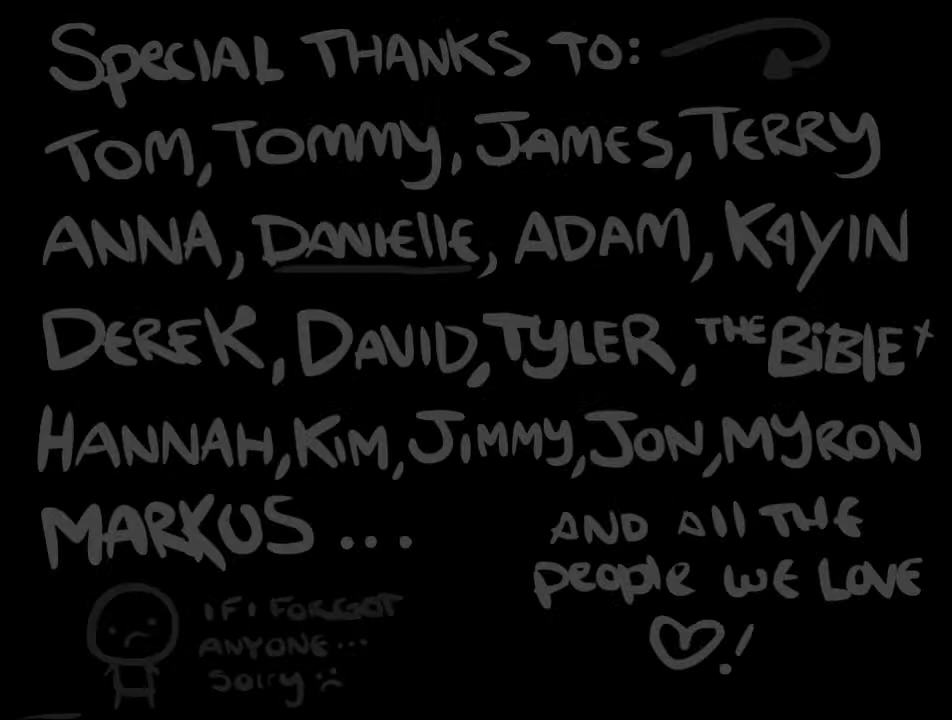 SpeciAL THANKS TO:
TOM, TOMMY, JAMES, TERRY
ANNA, DANIElle, ADAM, KAYIN
DEREK, DAVID, TYLER, THE BiBLE
HANNAH, KiM, JiMMY, JON, MYRON
MARKUS ...
AND All THE
people WE LOVE
♡!
iF i FORGOT
ANYONE...
Sorry :(